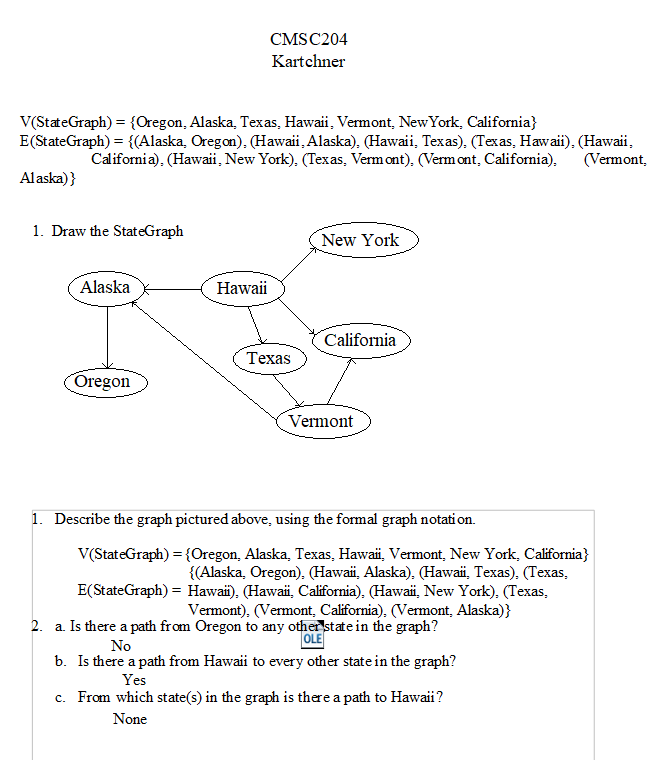 CMSC204
Kartchner
V(StateGraph) = {Oregon, Alaska, Texas, Hawaii, Vermont, NewYork, California}
E(StateGraph) = {(Alaska, Oregon), (Hawaii, Alaska), (Hawaii, Texas), (Texas, Hawaii), (Hawaii,
California), (Hawaii, New York), (Texas, Vermont), (Vermont, California), (Vermont,
Alaska)}
1. Draw the StateGraph
New York
Alaska
Hawaii
California
Texas
Oregon
Vermont
1. Describe the graph pictured above, using the formal graph notation.
V(StateGraph) = {Oregon, Alaska, Texas, Hawaii, Vermont, New York, California}
{(Alaska, Oregon), (Hawaii, Alaska), (Hawaii, Texas), (Texas,
E(StateGraph) = Hawaii), (Hawaii, California), (Hawaii, New York), (Texas,
Vermont), (Vermont, California), (Vermont, Alaska)}
2. a. Is there a path from Oregon to any other state in the graph?
OLE
No
b. Is there a path from Hawaii to every other state in the graph?
Yes
c. From which state(s) in the graph is there a path to Hawaii?
None